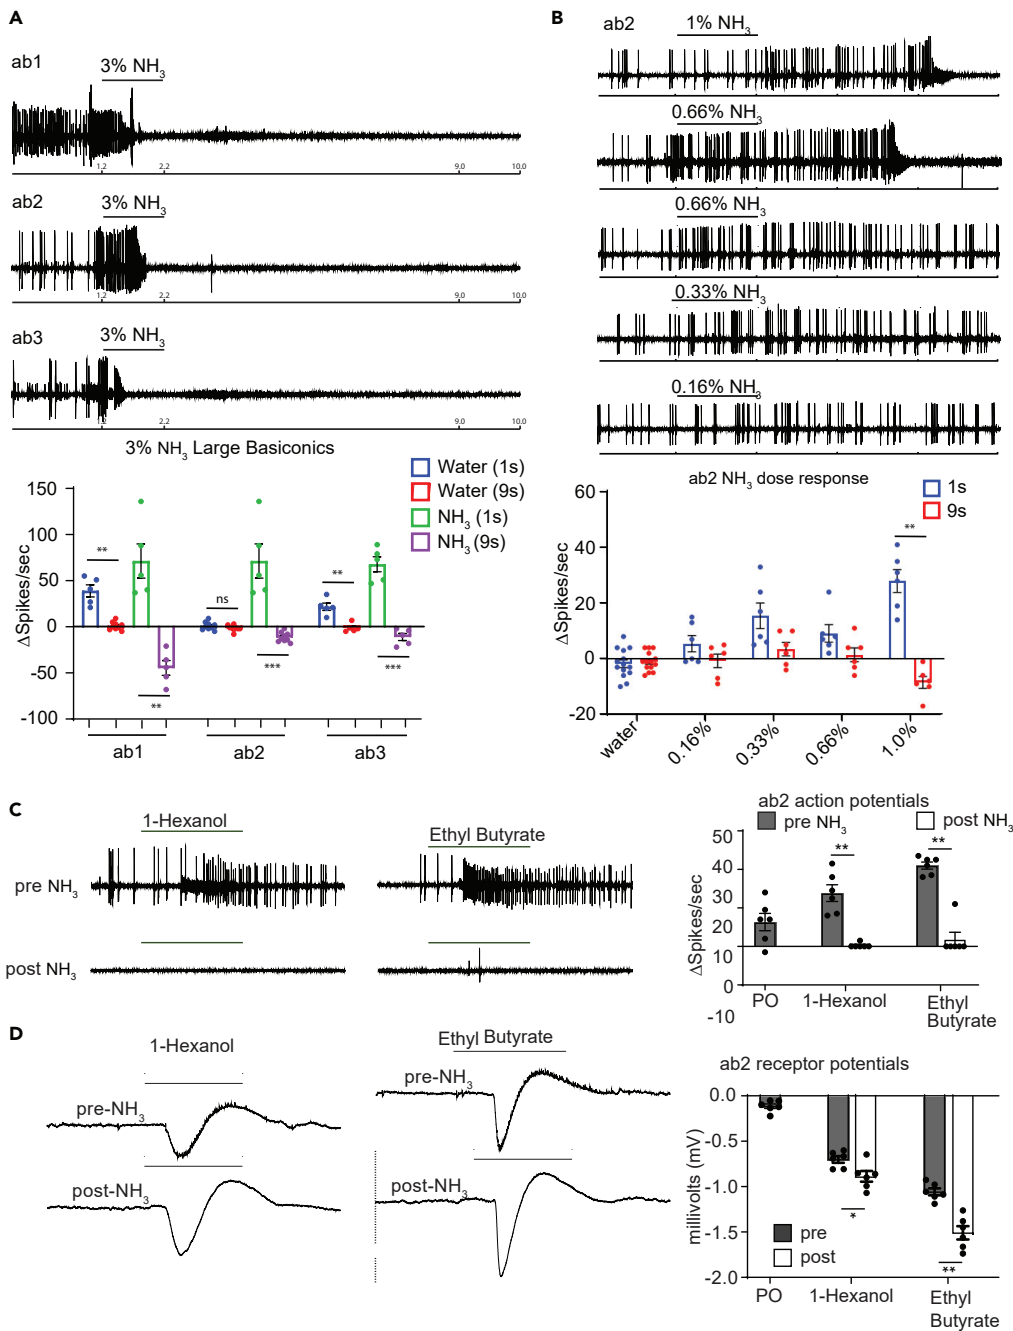 A
ab1
3% NH3
1.2 2.2 9.0 10.0
ab2
3% NH3
1.2 2.2 9.0 10.0
ab3
3% NH3
1.2 2.2 9.0 10.0
3% NH3 Large Basiconics
Water (1s)
Water (9s)
NH3 (1s)
NH3 (9s)
ΔSpikes/sec
150
100
50
0
-50
-100
**
ns
**
**
***
***
ab1 ab2 ab3
B
ab2
1% NH3
0.66% NH3
0.66% NH3
0.33% NH3
0.16% NH3
ab2 NH3 dose response
1s
9s
ΔSpikes/sec
60
40
20
0
-20
**
water 0.16% 0.33% 0.66% 1.0%
C
1-Hexanol
Ethyl Butyrate
pre NH3
post NH3
ab2 action potentials
pre NH3 post NH3
ΔSpikes/sec
50
40
30
20
10
0
-10
** **
PO 1-Hexanol Ethyl
Butyrate
D
1-Hexanol
Ethyl Butyrate
pre-NH3
pre-NH3
post-NH3
post-NH3
ab2 receptor potentials
millivolts (mV)
0.0
-0.5
-1.0
-1.5
-2.0
pre
post
*
**
PO 1-Hexanol Ethyl
Butyrate